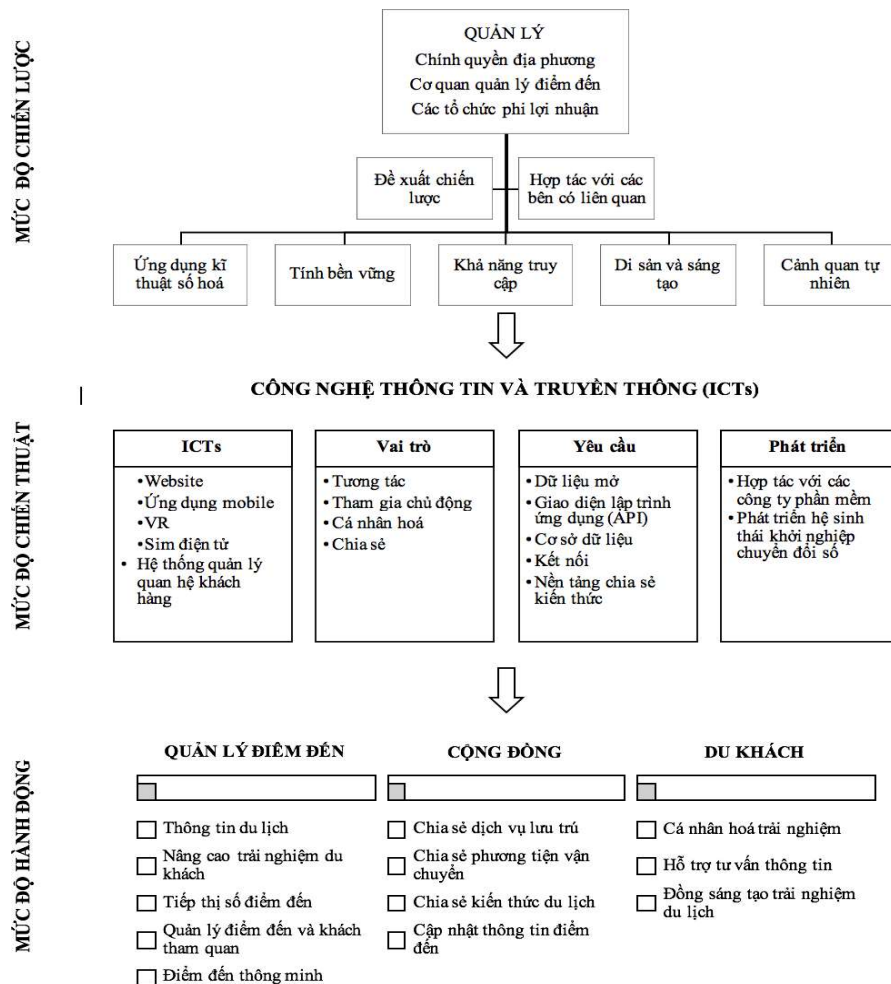 MỨC ĐỘ CHIẾN LƯỢC
QUẢN LÝ
Chính quyền địa phương
Cơ quan quản lý điểm đến
Các tổ chức phi lợi nhuận
Đề xuất chiến
lược
Hợp tác với các
bên có liên quan
Ứng dụng kĩ
thuật số hoá
Tính bền vững
Khả năng truy
cập
Di sản và sáng
tạo
Cảnh quan tự
nhiên
MỨC ĐỘ CHIẾN THUẬT
CÔNG NGHỆ THÔNG TIN VÀ TRUYỀN THÔNG (ICTs)
ICTs
•Website
•Ứng dụng mobile
•VR
•Sim điện tử
• Hệ thống quản lý
quan hệ khách
hàng
Vai trò
•Tương tác
•Tham gia chủ động
•Cá nhân hoá
•Chia sẻ
Yêu cầu
•Dữ liệu mở
•Giao diện lập trình
ứng dụng (API)
•Cơ sở dữ liệu
•Kết nối
•Nền tảng chia sẻ
kiến thức
Phát triển
•Hợp tác với các
công ty phần mềm
•Phát triển hệ sinh
thái khởi nghiệp
chuyển đổi số
MỨC ĐỘ HÀNH ĐỘNG
QUẢN LÝ ĐIỂM ĐẾN
Thông tin du lịch
Nâng cao trải nghiệm du
khách
Tiếp thị số điểm đến
Quản lý điểm đến và khách
tham quan
Điểm đến thông minh
CỘNG ĐỒNG
Chia sẻ dịch vụ lưu trú
Chia sẻ phương tiện vận
chuyển
Chia sẻ kiến thức du lịch
Cập nhật thông tin điểm
đến
DU KHÁCH
Cá nhân hoá trải nghiệm
Hỗ trợ tư vấn thông tin
Đồng sáng tạo trải nghiệm
du lịch